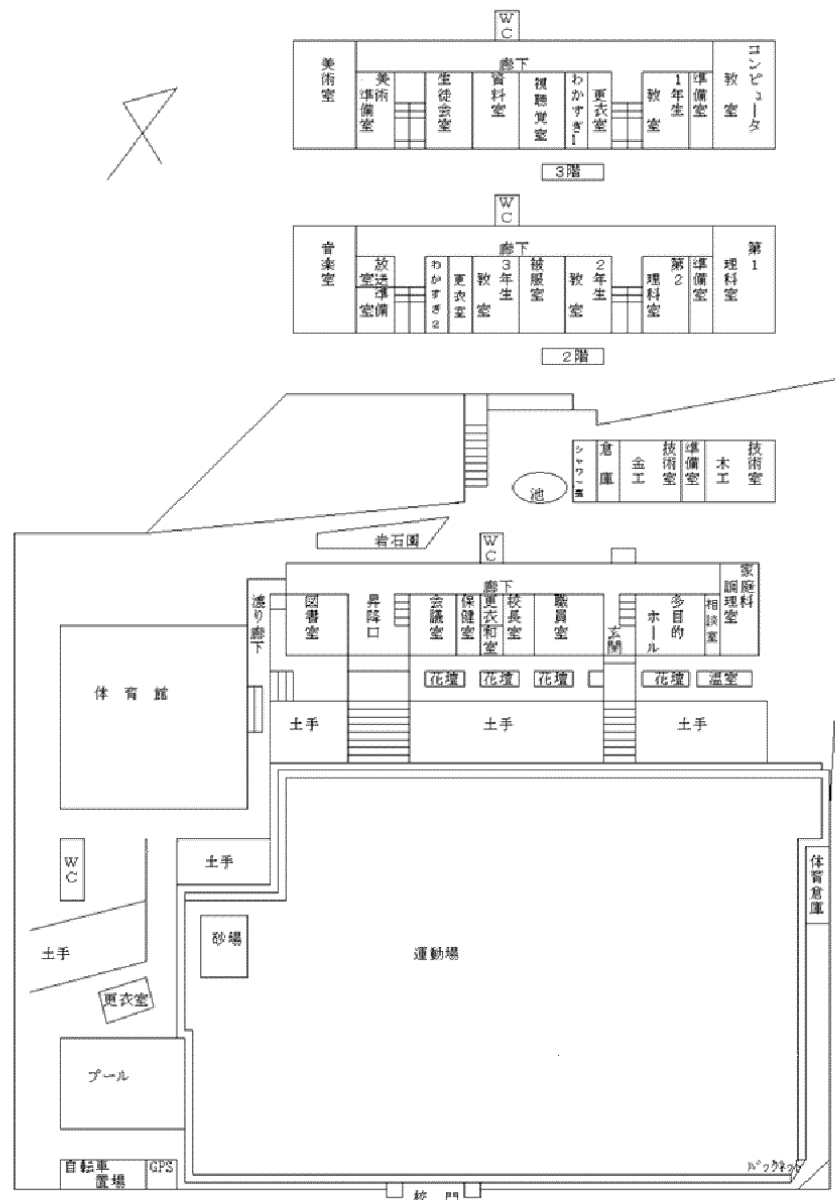 WC
廊下
美術室
美術準備室
生徒会室
資料室
視聴覚室
わかすぎ1
更衣室
1年生教室
準備室
コンピュータ教室
3階
WC
廊下
音楽室
放送準備室
わかすぎ2
更衣室
3年生教室
被服室
2年生教室
第2理科室
準備室
第1理科室
2階
シャワー室
倉庫
金工技術室
準備室
木工技術室
池
岩石園
WC
廊下
渡り廊下
図書室
昇降口
会議室
保健室
更衣和室
校長室
職員室
玄関
多目的ホール
相談室
家庭科調理室
花壇
花壇
花壇
花壇
温室
体育館
土手
土手
土手
WC
土手
体育倉庫
砂場
運動場
土手
更衣室
プール
自転車置場
GPS
バックネット
校門